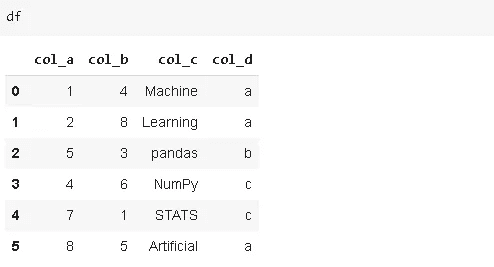 df
col_a col_b col_c col_d
0 1 4 Machine a
1 2 8 Learning a
2 5 3 pandas b
3 4 6 NumPy c
4 7 1 STATS c
5 8 5 Artificial a